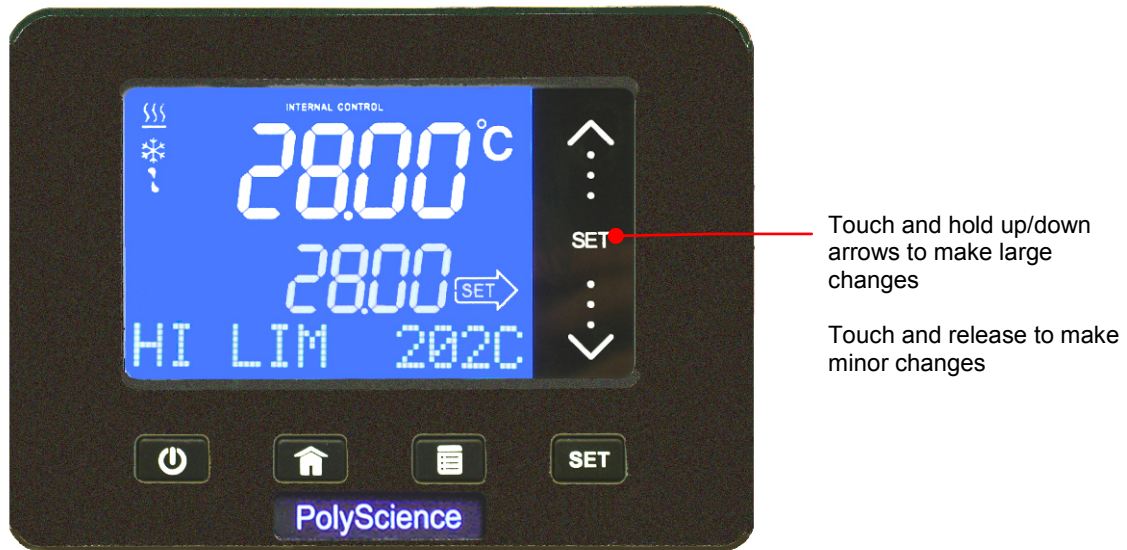 INTERNAL CONTROL
28.00°C
28.00 SET
HI LIM 202C
SET
SET
PolyScience
Touch and hold up/down
arrows to make large
changes
Touch and release to make
minor changes